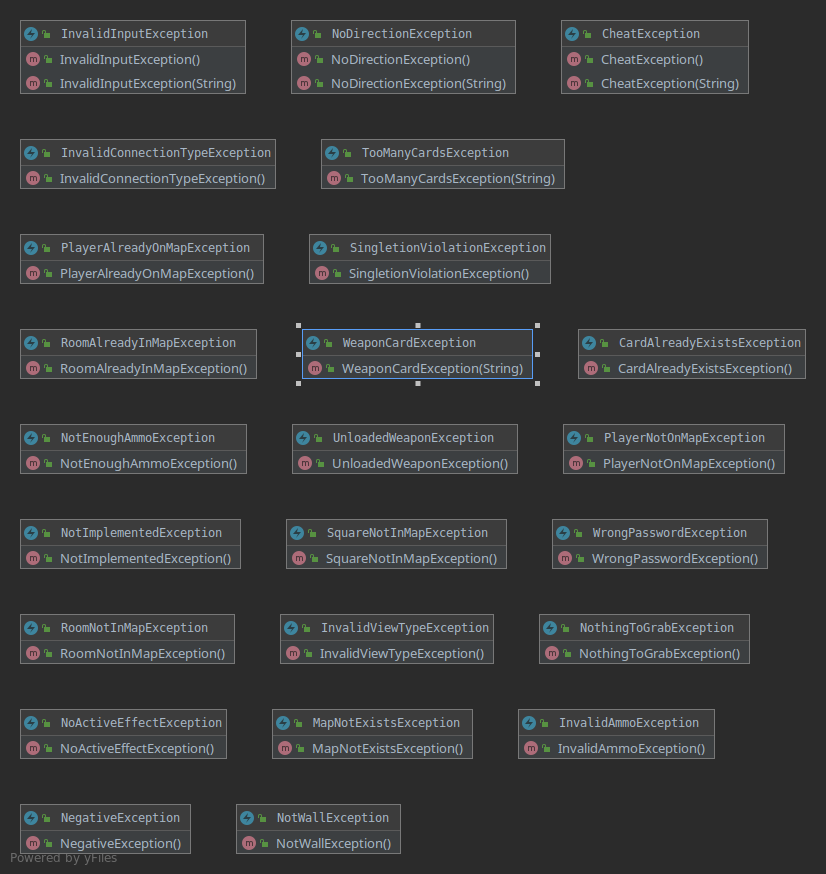 InvalidInputException
InvalidInputException()
InvalidInputException(String)
NoDirectionException
NoDirectionException()
NoDirectionException(String)
CheatException
CheatException()
CheatException(String)
InvalidConnectionTypeException
InvalidConnectionTypeException()
TooManyCardsException
TooManyCardsException(String)
PlayerAlreadyOnMapException
PlayerAlreadyOnMapException()
SingletionViolationException
SingletionViolationException()
RoomAlreadyInMapException
RoomAlreadyInMapException()
WeaponCardException
WeaponCardException(String)
CardAlreadyExistsException
CardAlreadyExistsException()
NotEnoughAmmoException
NotEnoughAmmoException()
UnloadedWeaponException
UnloadedWeaponException()
PlayerNotOnMapException
PlayerNotOnMapException()
NotImplementedException
NotImplementedException()
SquareNotInMapException
SquareNotInMapException()
WrongPasswordException
WrongPasswordException()
RoomNotInMapException
RoomNotInMapException()
InvalidViewTypeException
InvalidViewTypeException()
NothingToGrabException
NothingToGrabException()
NoActiveEffectException
NoActiveEffectException()
MapNotExistsException
MapNotExistsException()
InvalidAmmoException
InvalidAmmoException()
NegativeException
NegativeException()
NotWallException
NotWallException()
Powered by yFiles